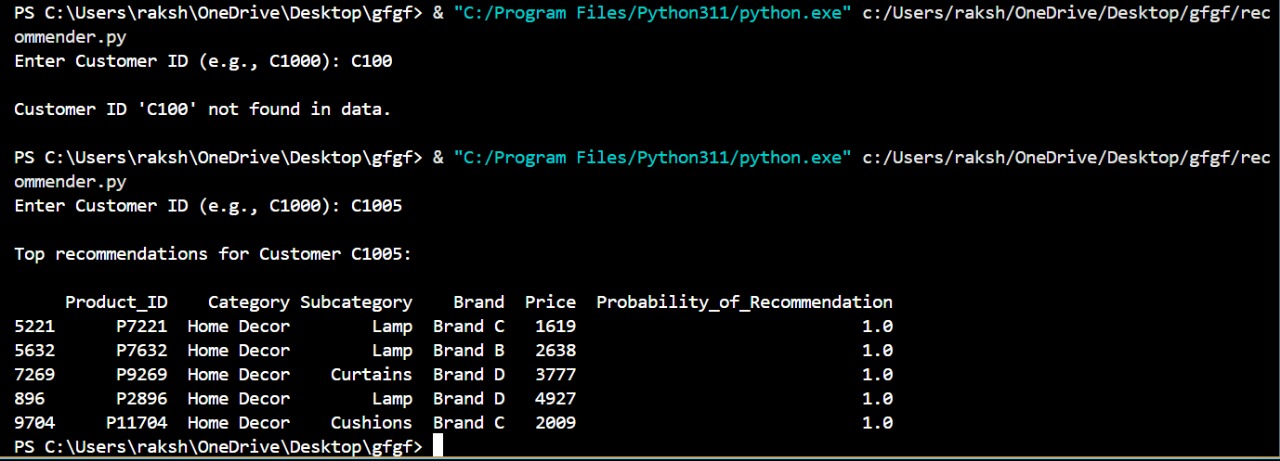 PS C:\Users\raksh\OneDrive\Desktop\gfgf> & "C:/Program Files/Python311/python.exe" c:/Users/raksh/OneDrive/Desktop/gfgf/rec
ommender.py
Enter Customer ID (e.g., C1000): C100
Customer ID 'C100' not found in data.
PS C:\Users\raksh\OneDrive\Desktop\gfgf> & "C:/Program Files/Python311/python.exe" c:/Users/raksh/OneDrive/Desktop/gfgf/rec
ommender.py
Enter Customer ID (e.g., C1000): C1005
Top recommendations for Customer C1005:
Product_ID Category Subcategory Brand Price Probability_of_Recommendation
5221 P7221 Home Decor Lamp Brand C 1619 1.0
5632 P7632 Home Decor Lamp Brand B 2638 1.0
7269 P9269 Home Decor Curtains Brand D 3777 1.0
896 P2896 Home Decor Lamp Brand D 4927 1.0
9704 P11704 Home Decor Cushions Brand C 2009 1.0
PS C:\Users\raksh\OneDrive\Desktop\gfgf>